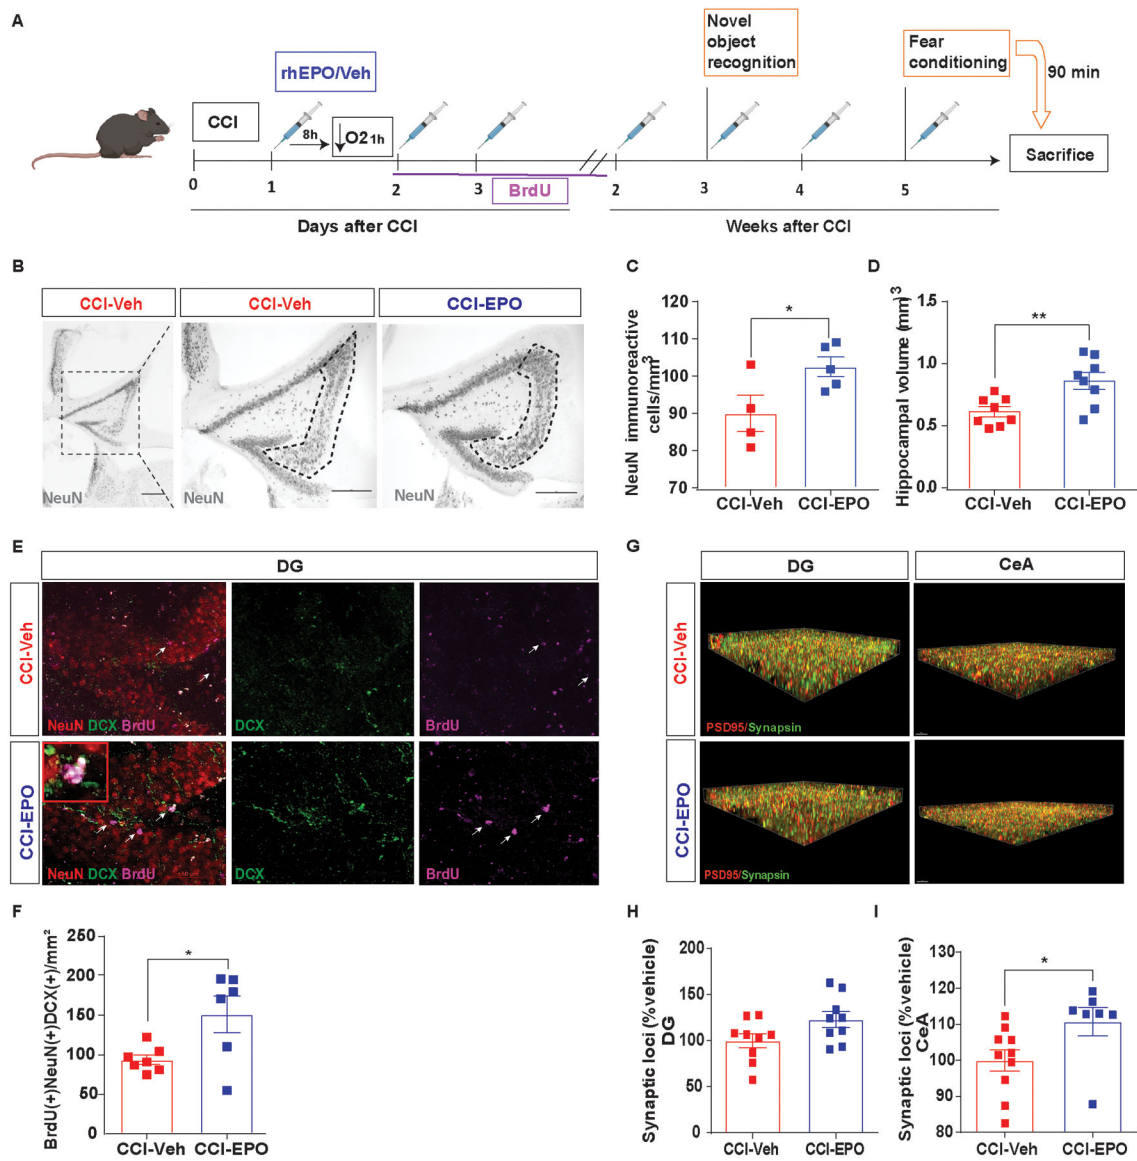 A
Novel
object
recognition
Fear
conditioning
90 min
rhEPO/Veh
CCI
8h
O2 1h
Sacrifice
0
1
2
3
2
3
4
5
BrdU
Days after CCI
Weeks after CCI
B
CCI-Veh
CCI-Veh
CCI-EPO
NeuN
NeuN
NeuN
C
NeuN immunoreactive
cells/mm³
120
110
100
90
80
70
*
CCI-Veh
CCI-EPO
D
Hippocampal volume (mm)³
1.5
1.0
0.5
0.0
**
CCI-Veh
CCI-EPO
E
DG
CCI-Veh
NeuN DCX BrdU
DCX
BrdU
CCI-EPO
NeuN DCX BrdU
DCX
BrdU
G
DG
CeA
CCI-Veh
PSD95/Synapsin
CCI-EPO
PSD95/Synapsin
F
BrdU(+)NeuN(+)DCX(+)/mm²
250
200
150
100
50
0
*
CCI-Veh
CCI-EPO
H
Synaptic loci (%vehicle)
DG
200
150
100
50
0
CCI-Veh
CCI-EPO
I
Synaptic loci (%vehicle)
CeA
130
120
110
100
90
80
*
CCI-Veh
CCI-EPO